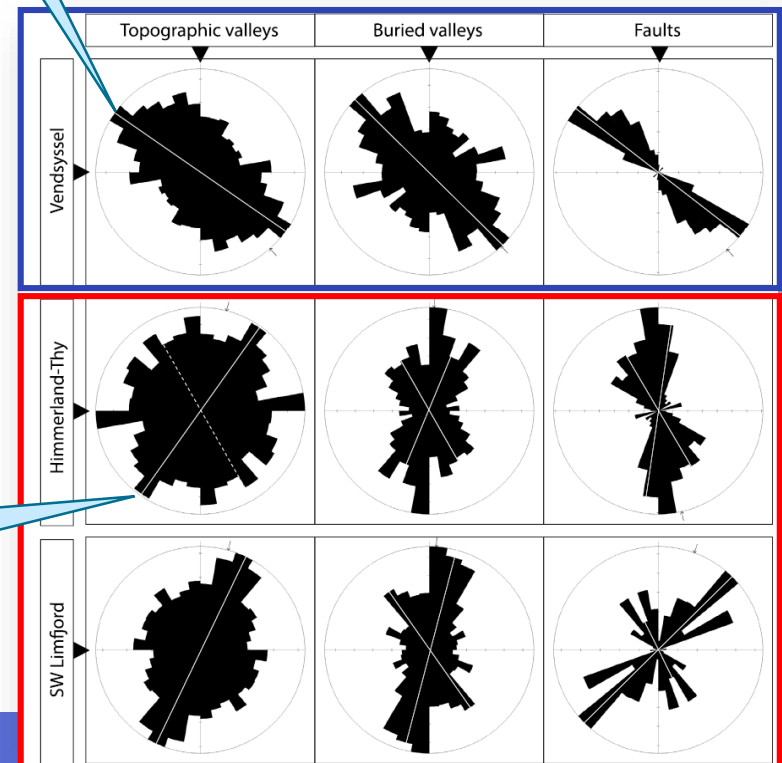 Topographic valleys
Buried valleys
Faults
Vendsyssel
Himmerland-Thy
SW Limfjord